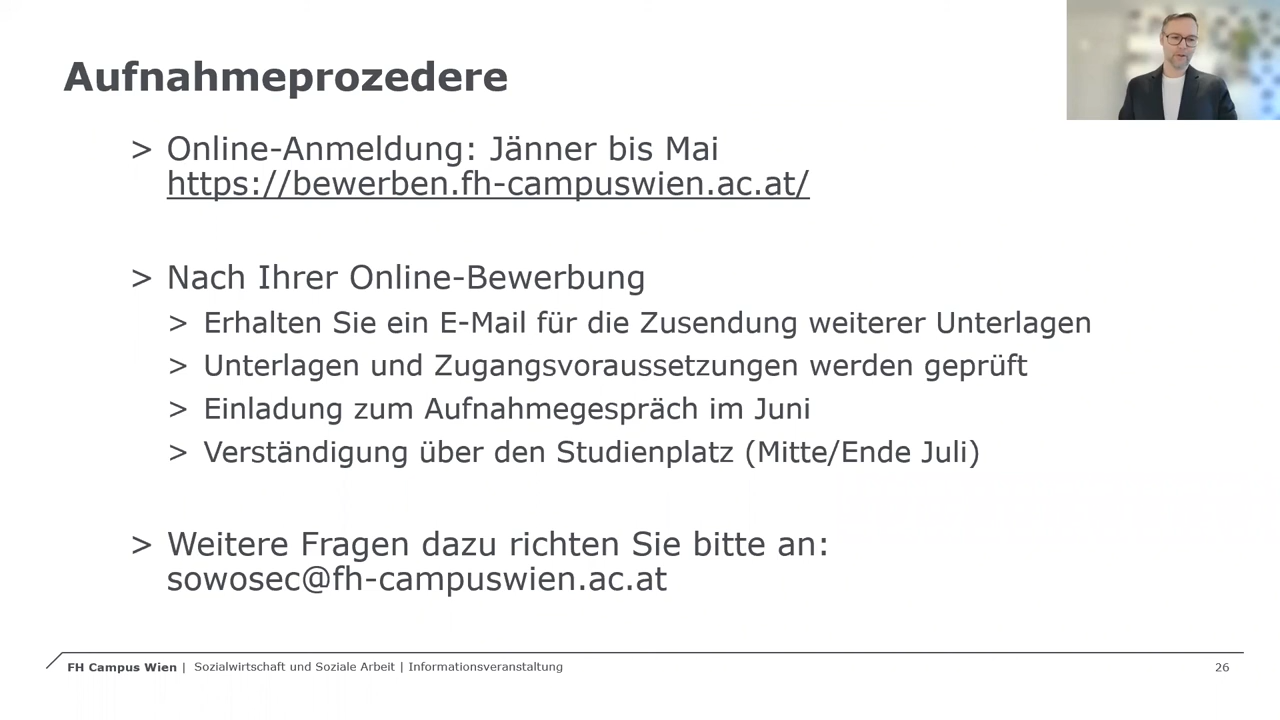 Aufnahmeprozedere
> Online-Anmeldung: Jänner bis Mai
https://bewerben.fh-campuswien.ac.at/
> Nach Ihrer Online-Bewerbung
> Erhalten Sie ein E-Mail für die Zusendung weiterer Unterlagen
> Unterlagen und Zugangsvoraussetzungen werden geprüft
> Einladung zum Aufnahmegespräch im Juni
> Verständigung über den Studienplatz (Mitte/Ende Juli)
> Weitere Fragen dazu richten Sie bitte an:
sowosec@fh-campuswien.ac.at
FH Campus Wien | Sozialwirtschaft und Soziale Arbeit | Informationsveranstaltung 26